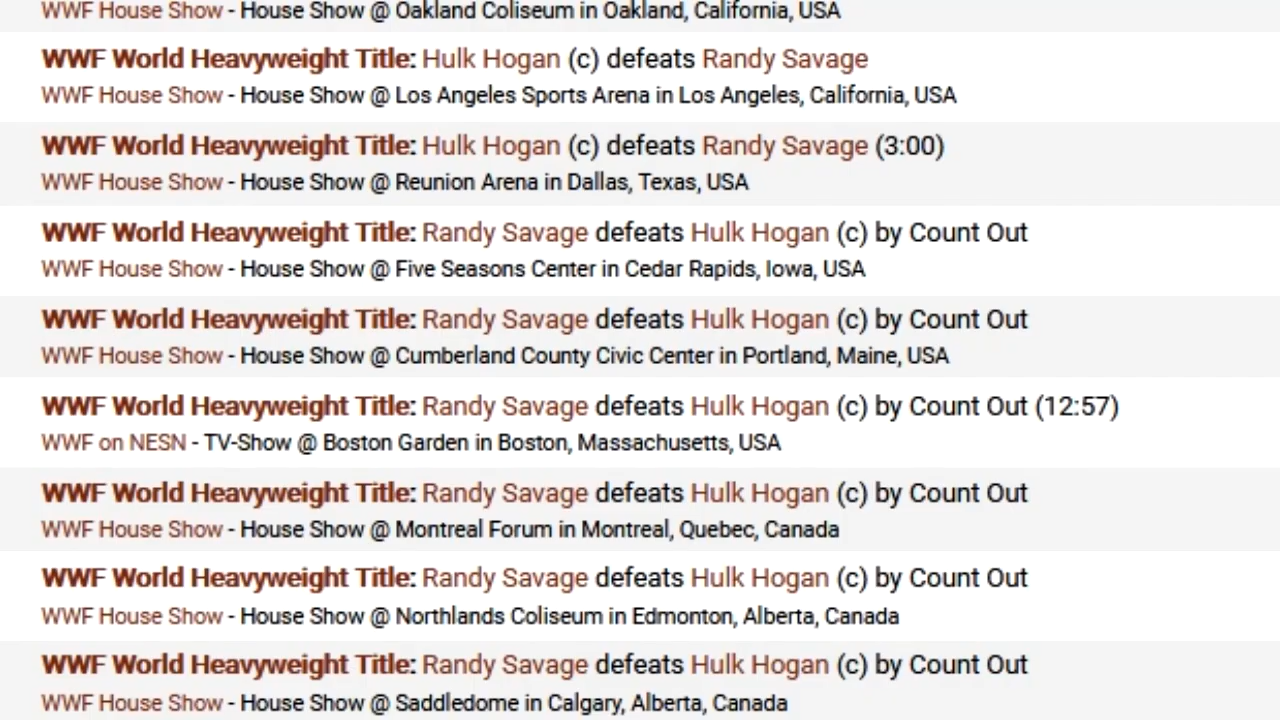 WWF House Show - House Show @ Oakland Coliseum in Oakland, California, USA
WWF World Heavyweight Title: Hulk Hogan (c) defeats Randy Savage
WWF House Show - House Show @ Los Angeles Sports Arena in Los Angeles, California, USA
WWF World Heavyweight Title: Hulk Hogan (c) defeats Randy Savage (3:00)
WWF House Show - House Show @ Reunion Arena in Dallas, Texas, USA
WWF World Heavyweight Title: Randy Savage defeats Hulk Hogan (c) by Count Out
WWF House Show - House Show @ Five Seasons Center in Cedar Rapids, Iowa, USA
WWF World Heavyweight Title: Randy Savage defeats Hulk Hogan (c) by Count Out
WWF House Show - House Show @ Cumberland County Civic Center in Portland, Maine, USA
WWF World Heavyweight Title: Randy Savage defeats Hulk Hogan (c) by Count Out (12:57)
WWF on NESN - TV-Show @ Boston Garden in Boston, Massachusetts, USA
WWF World Heavyweight Title: Randy Savage defeats Hulk Hogan (c) by Count Out
WWF House Show - House Show @ Montreal Forum in Montreal, Quebec, Canada
WWF World Heavyweight Title: Randy Savage defeats Hulk Hogan (c) by Count Out
WWF House Show - House Show @ Northlands Coliseum in Edmonton, Alberta, Canada
WWF World Heavyweight Title: Randy Savage defeats Hulk Hogan (c) by Count Out
WWF House Show - House Show @ Saddledome in Calgary, Alberta, Canada